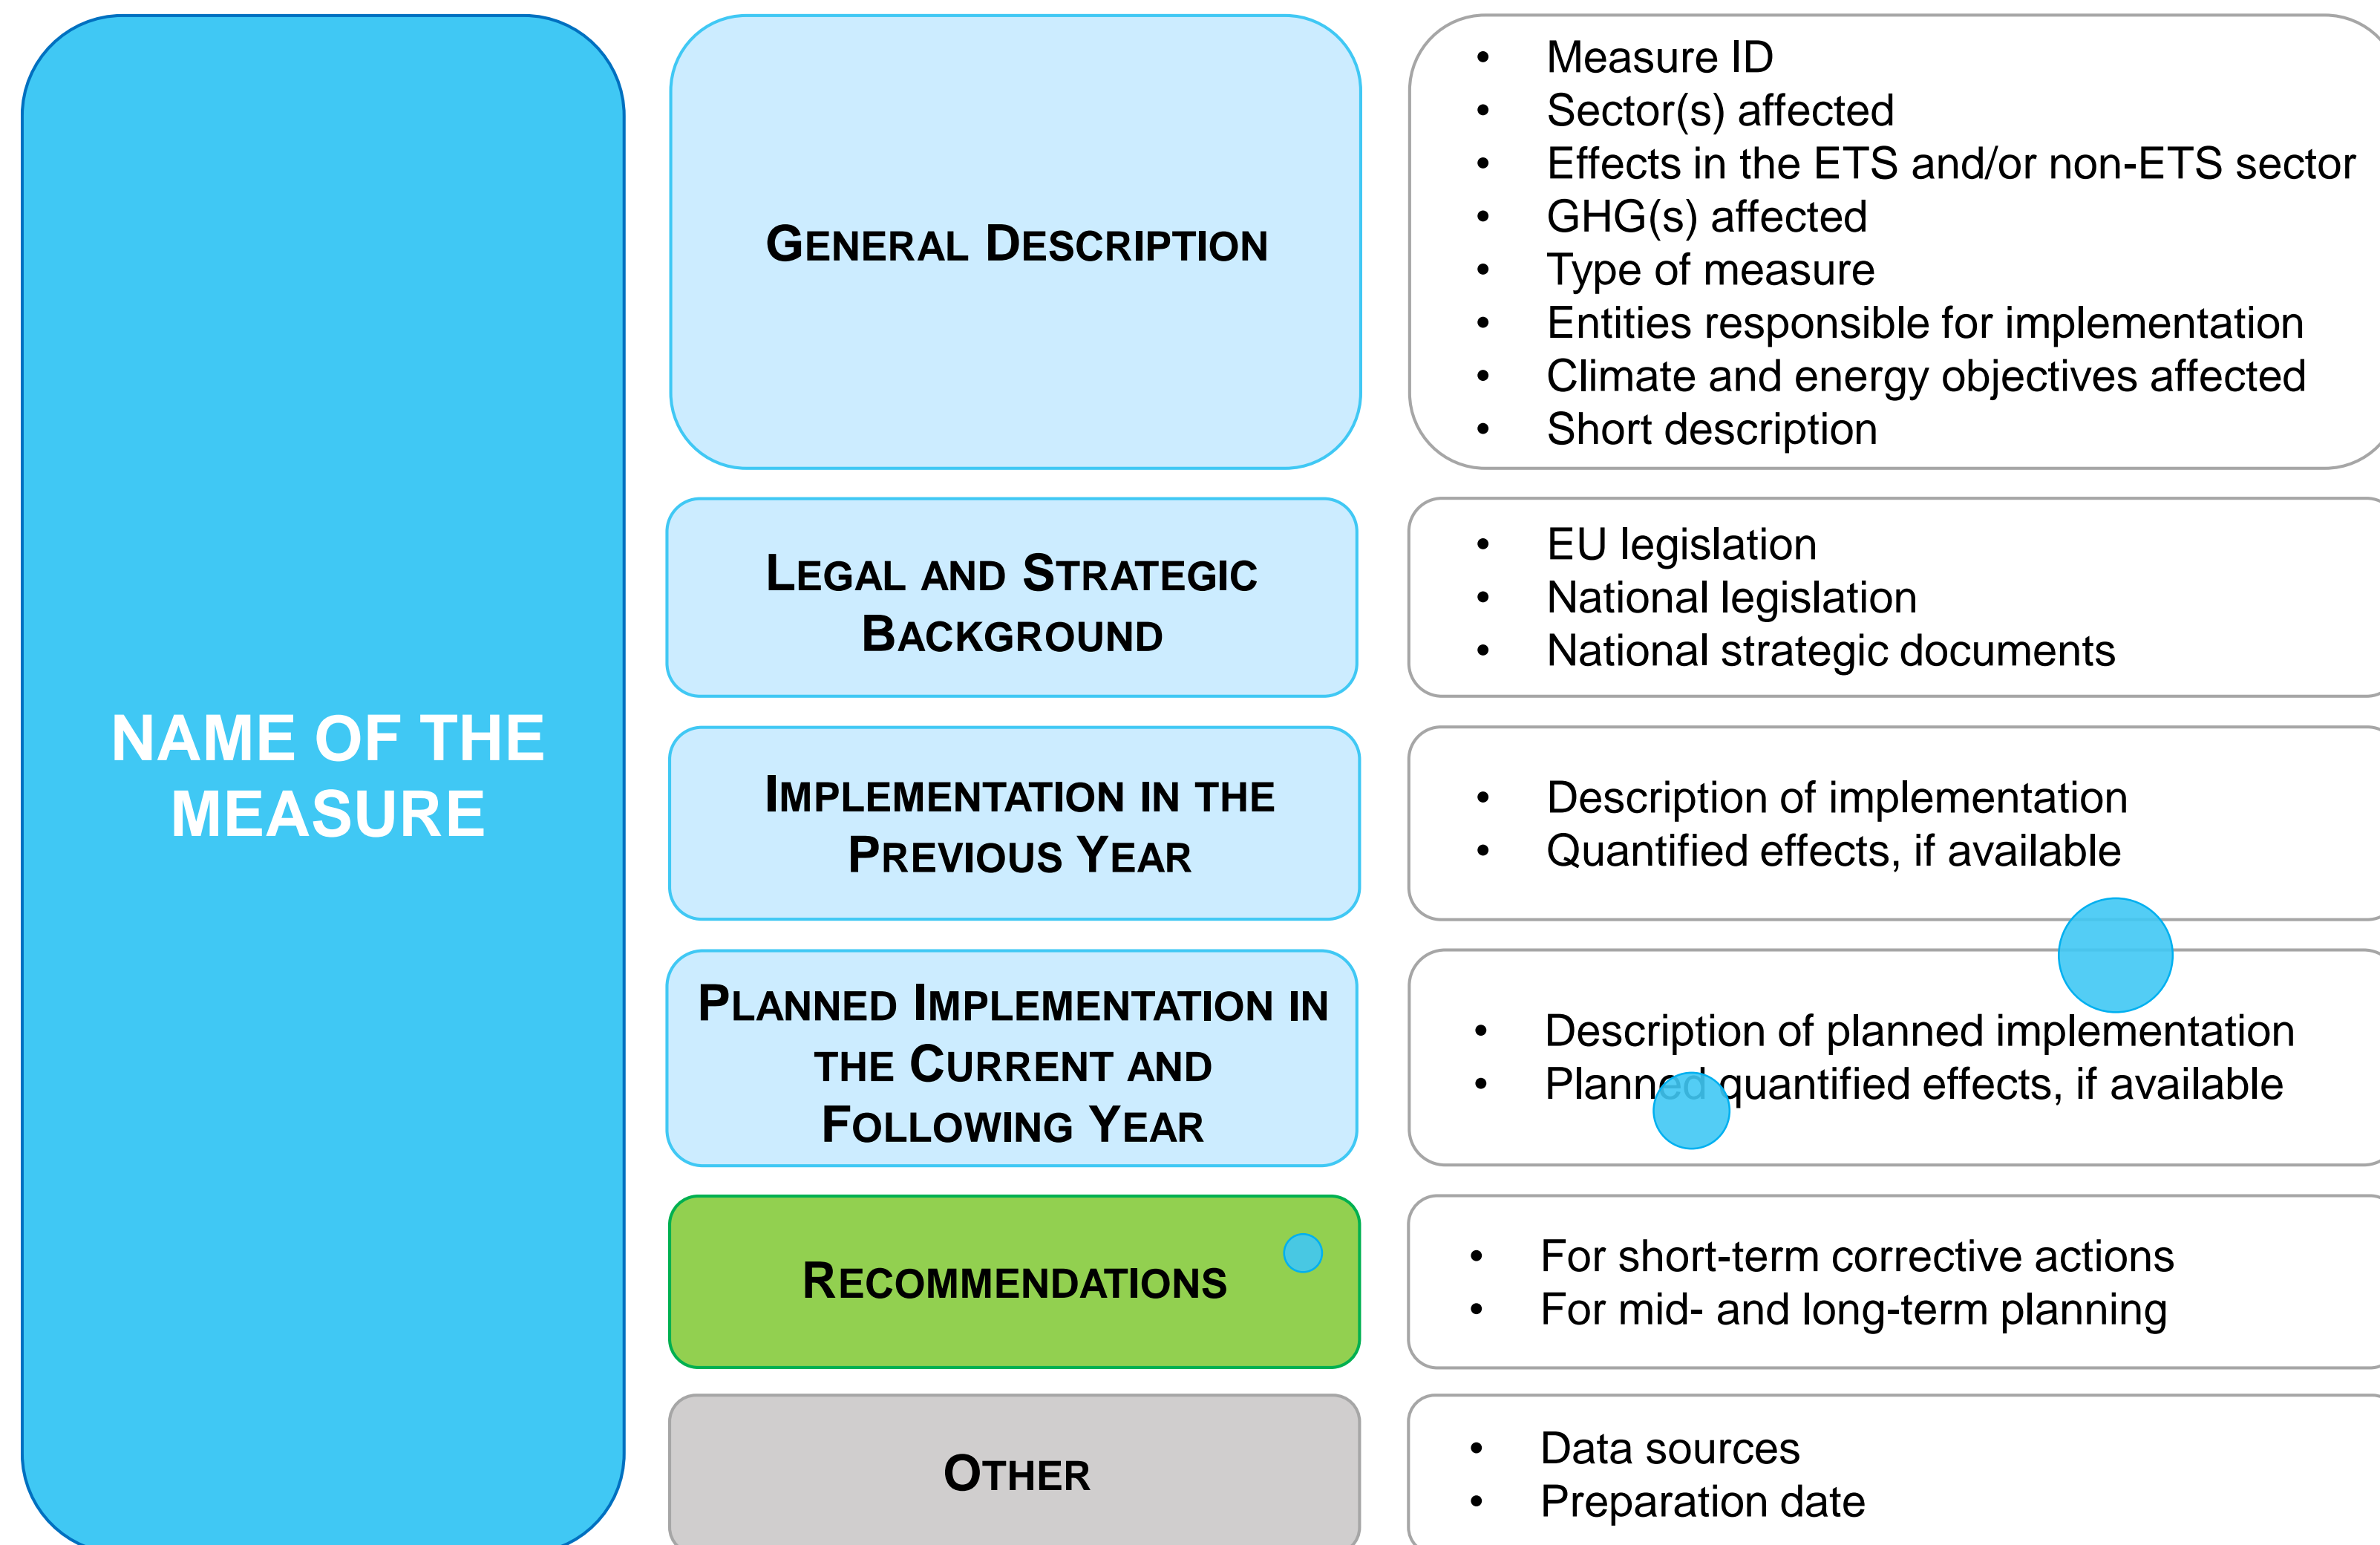 NAME OF THE
MEASURE
GENERAL DESCRIPTION
• Measure ID
• Sector(s) affected
• Effects in the ETS and/or non-ETS sector
• GHG(s) affected
• Type of measure
• Entities responsible for implementation
• Climate and energy objectives affected
• Short description
LEGAL AND STRATEGIC
BACKGROUND
• EU legislation
• National legislation
• National strategic documents
IMPLEMENTATION IN THE
PREVIOUS YEAR
• Description of implementation
• Quantified effects, if available
PLANNED IMPLEMENTATION IN
THE CURRENT AND
FOLLOWING YEAR
• Description of planned implementation
• Planned quantified effects, if available
RECOMMENDATIONS
• For short-term corrective actions
• For mid- and long-term planning
OTHER
• Data sources
• Preparation date